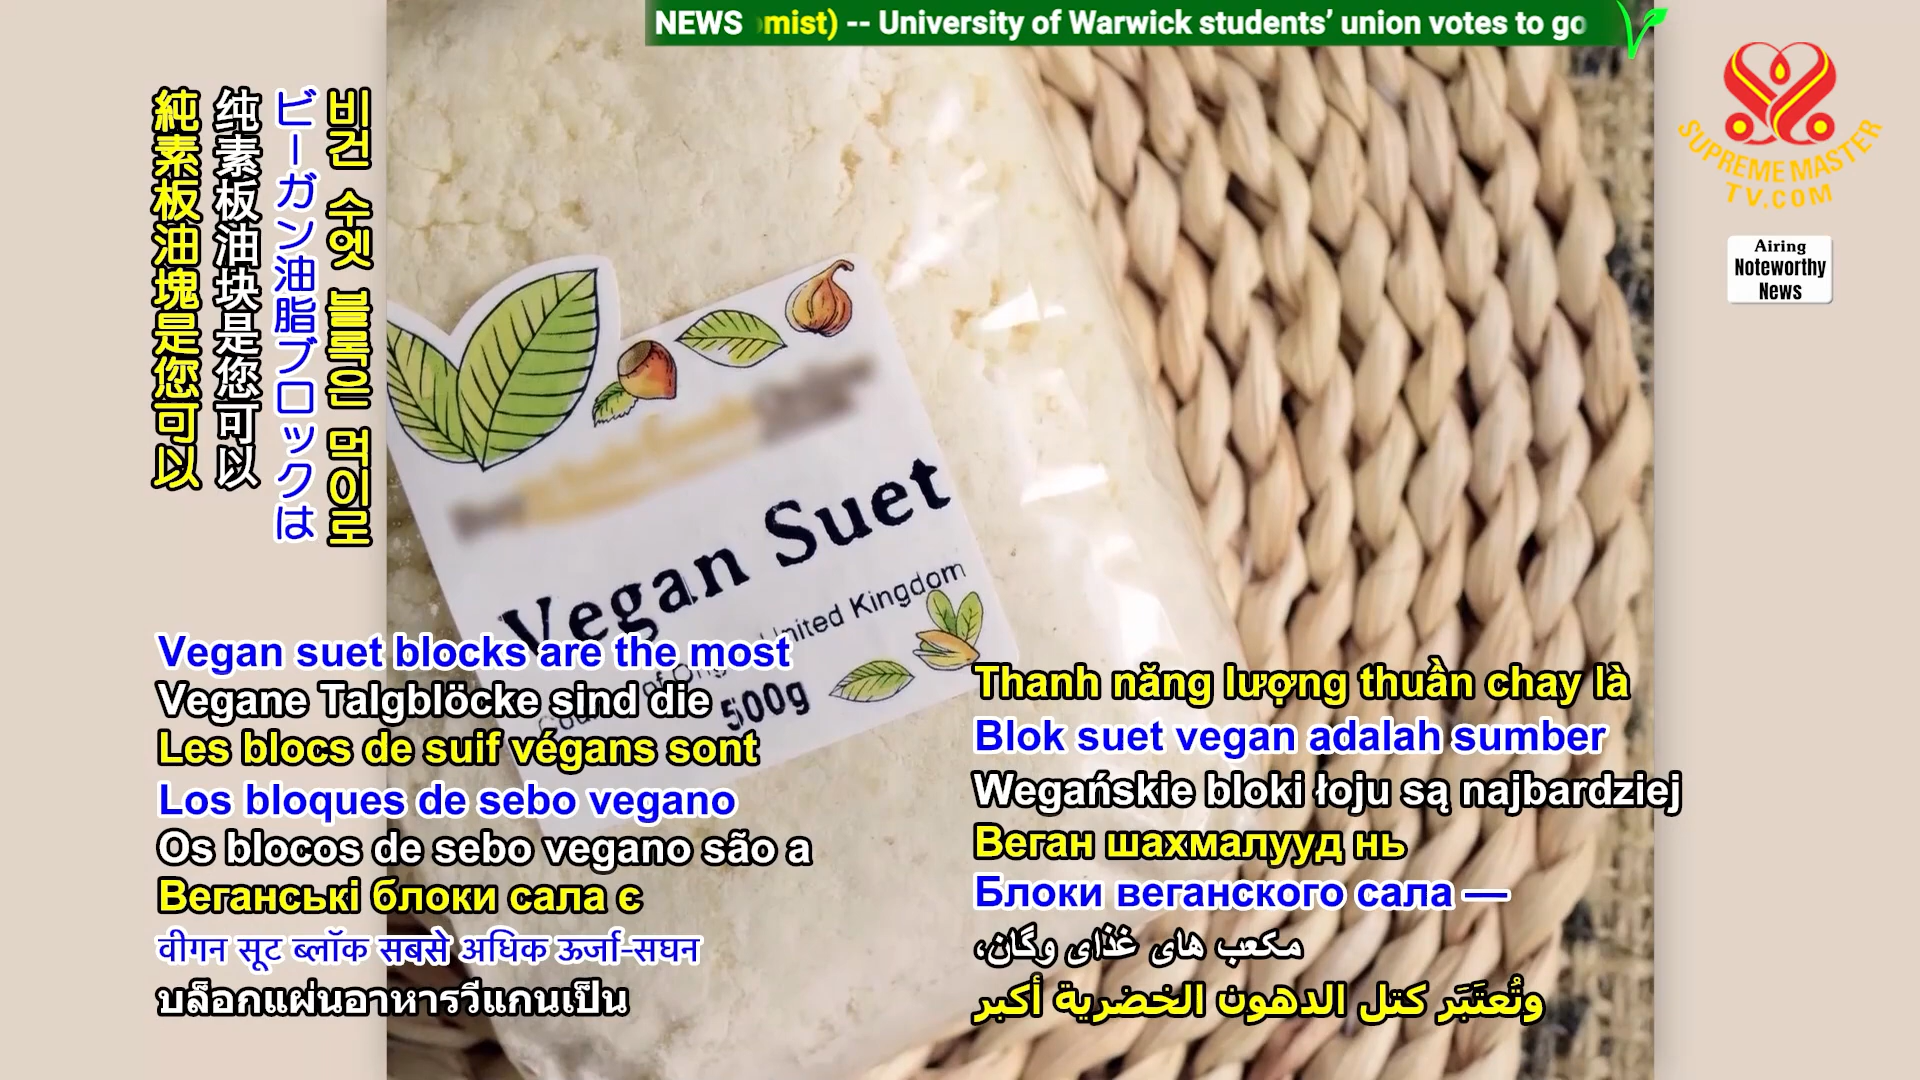 NEWS mist) -- University of Warwick students’ union votes to go
SUPREME MASTER
TV.COM
Airing
Noteworthy
News
비건 수엣 블록은 먹이로
ビーガン油脂ブロックは
纯素板油块是您可以
純素板油塊是您可以
Vegan Suet
United Kingdom
500g
Vegan suet blocks are the most
Vegane Talgblöcke sind die
Les blocs de suif végans sont
Los bloques de sebo vegano
Os blocos de sebo vegano são a
Веганські блоки сала є
वीगन सूट ब्लॉक सबसे अधिक ऊर्जा-सघन
บล็อกแผ่นอาหารวีแกนเป็น
Thanh năng lượng thuần chay là
Blok suet vegan adalah sumber
Wegańskie bloki łoju są najbardziej
Веган шахмалууд нь
Блоки веганского сала —
مکعب های غذای وگان،
وتُعتَبَر كتل الدهون الخضرية أكبر